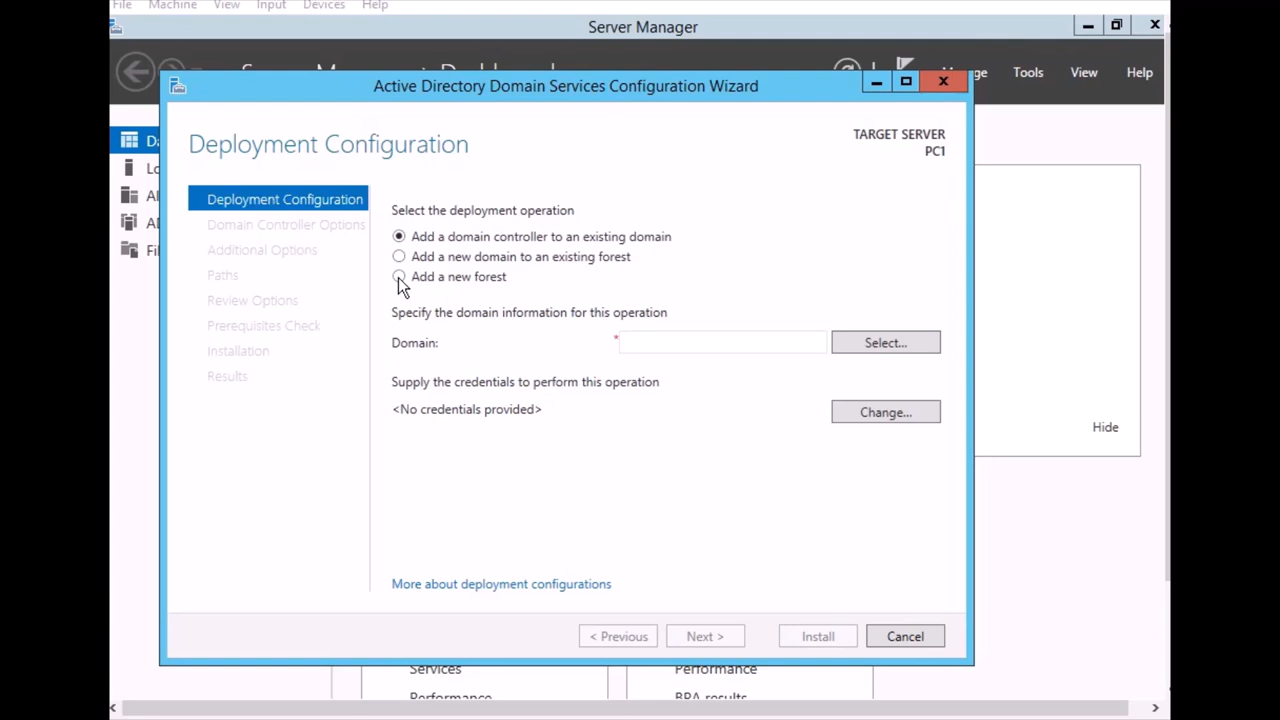 File Machine View Input Devices Help
Server Manager
Tools View Help
Active Directory Domain Services Configuration Wizard
Deployment Configuration
TARGET SERVER
PC1
Deployment Configuration
Domain Controller Options
Additional Options
Paths
Review Options
Prerequisites Check
Installation
Results
Select the deployment operation
Add a domain controller to an existing domain
Add a new domain to an existing forest
Add a new forest
Specify the domain information for this operation
Domain: * Select...
Supply the credentials to perform this operation
<No credentials provided> Change...
Hide
More about deployment configurations
< Previous Next > Install Cancel
Services Performance
Performance BPA results